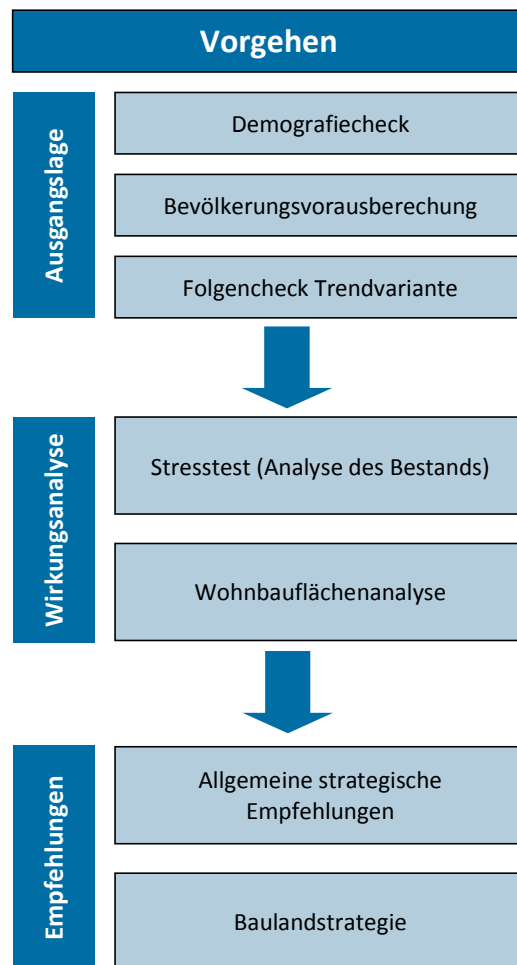 Vorgehen
Ausgangslage
Demografiecheck
Bevölkerungsvorausberechung
Folgencheck Trendvariante
Wirkungsanalyse
Stresstest (Analyse des Bestands)
Wohnbauflächenanalyse
Empfehlungen
Allgemeine strategische
Empfehlungen
Baulandstrategie